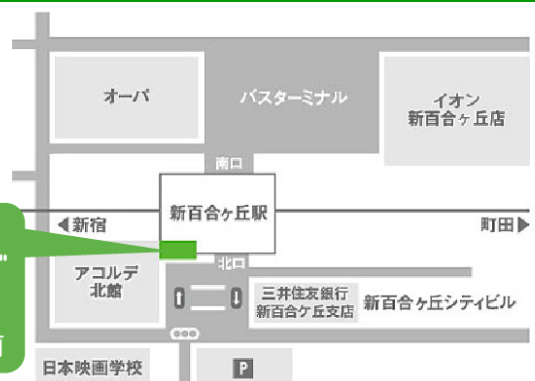 オーパ
バスターミナル
イオン
新百合ヶ丘店
南口
新百合ヶ丘駅
◀新宿
町田▶
北口
アコルデ
北館
三井住友銀行
新百合ケ丘支店
新百合ヶ丘シティビル
日本映画学校
P